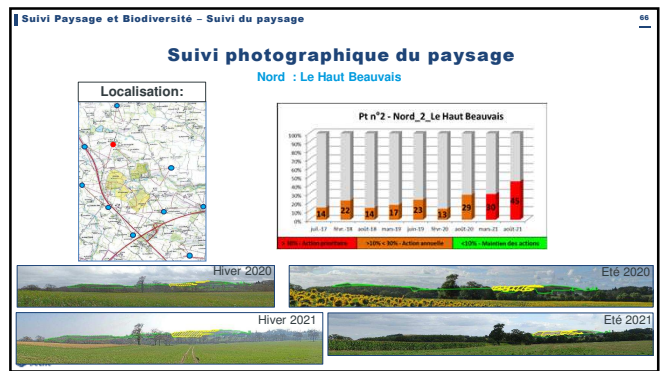 Suivi Paysage et Biodiversité – Suivi du paysage
66
Suivi photographique du paysage
Nord : Le Haut Beauvais
Localisation:
Pt n°2 - Nord_2_Le Haut Beauvais
100%
90%
80%
70%
60%
50%
40%
30%
20%
10%
0%
14
22
14
17
23
13
29
30
45
juil.-17
févr.-18
août-18
mars-19
juin-19
févr.-20
août-20
mars-21
août-21
> 30% - Action prioritaire
>10% < 30% - Action annuelle
<10% - Maintien des actions
Hiver 2020
Eté 2020
Hiver 2021
Eté 2021